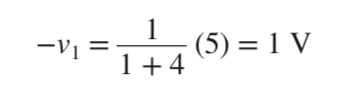 −v₁ = 1/(1 + 4) (5) = 1 V